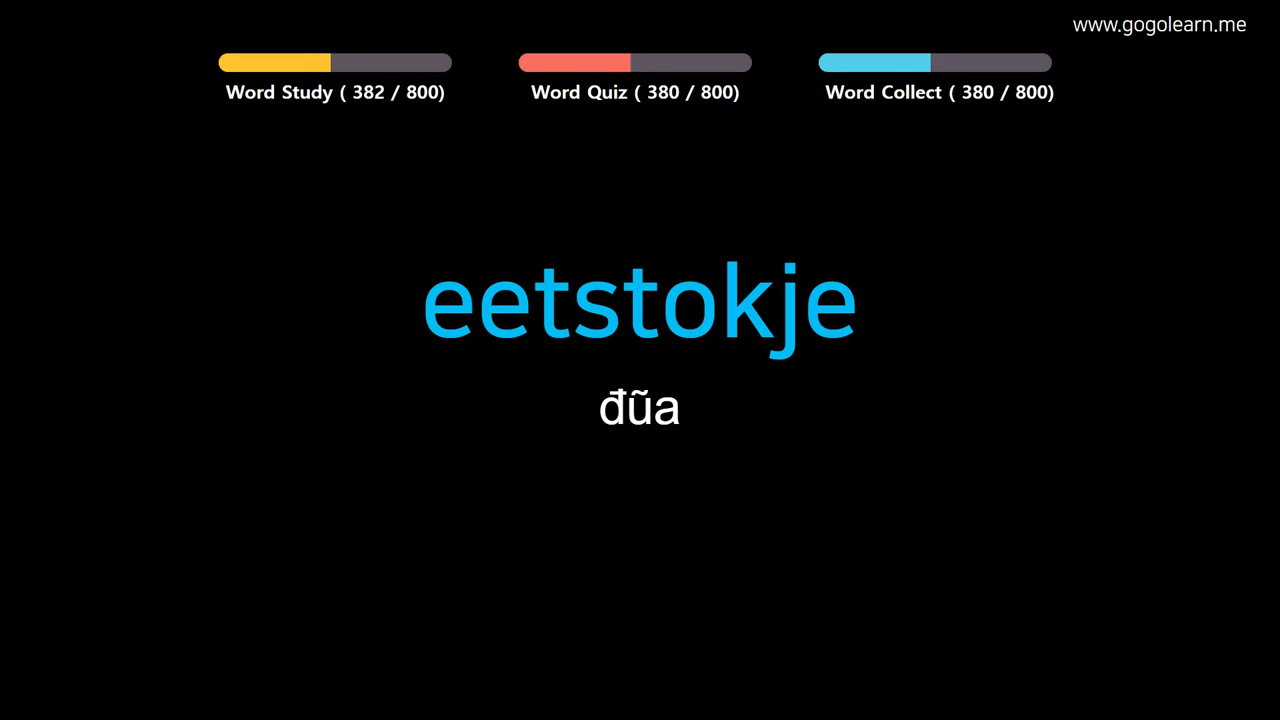 www.gogolearn.me
Word Study ( 382 / 800)
Word Quiz ( 380 / 800)
Word Collect ( 380 / 800)
eetstokje
đũa